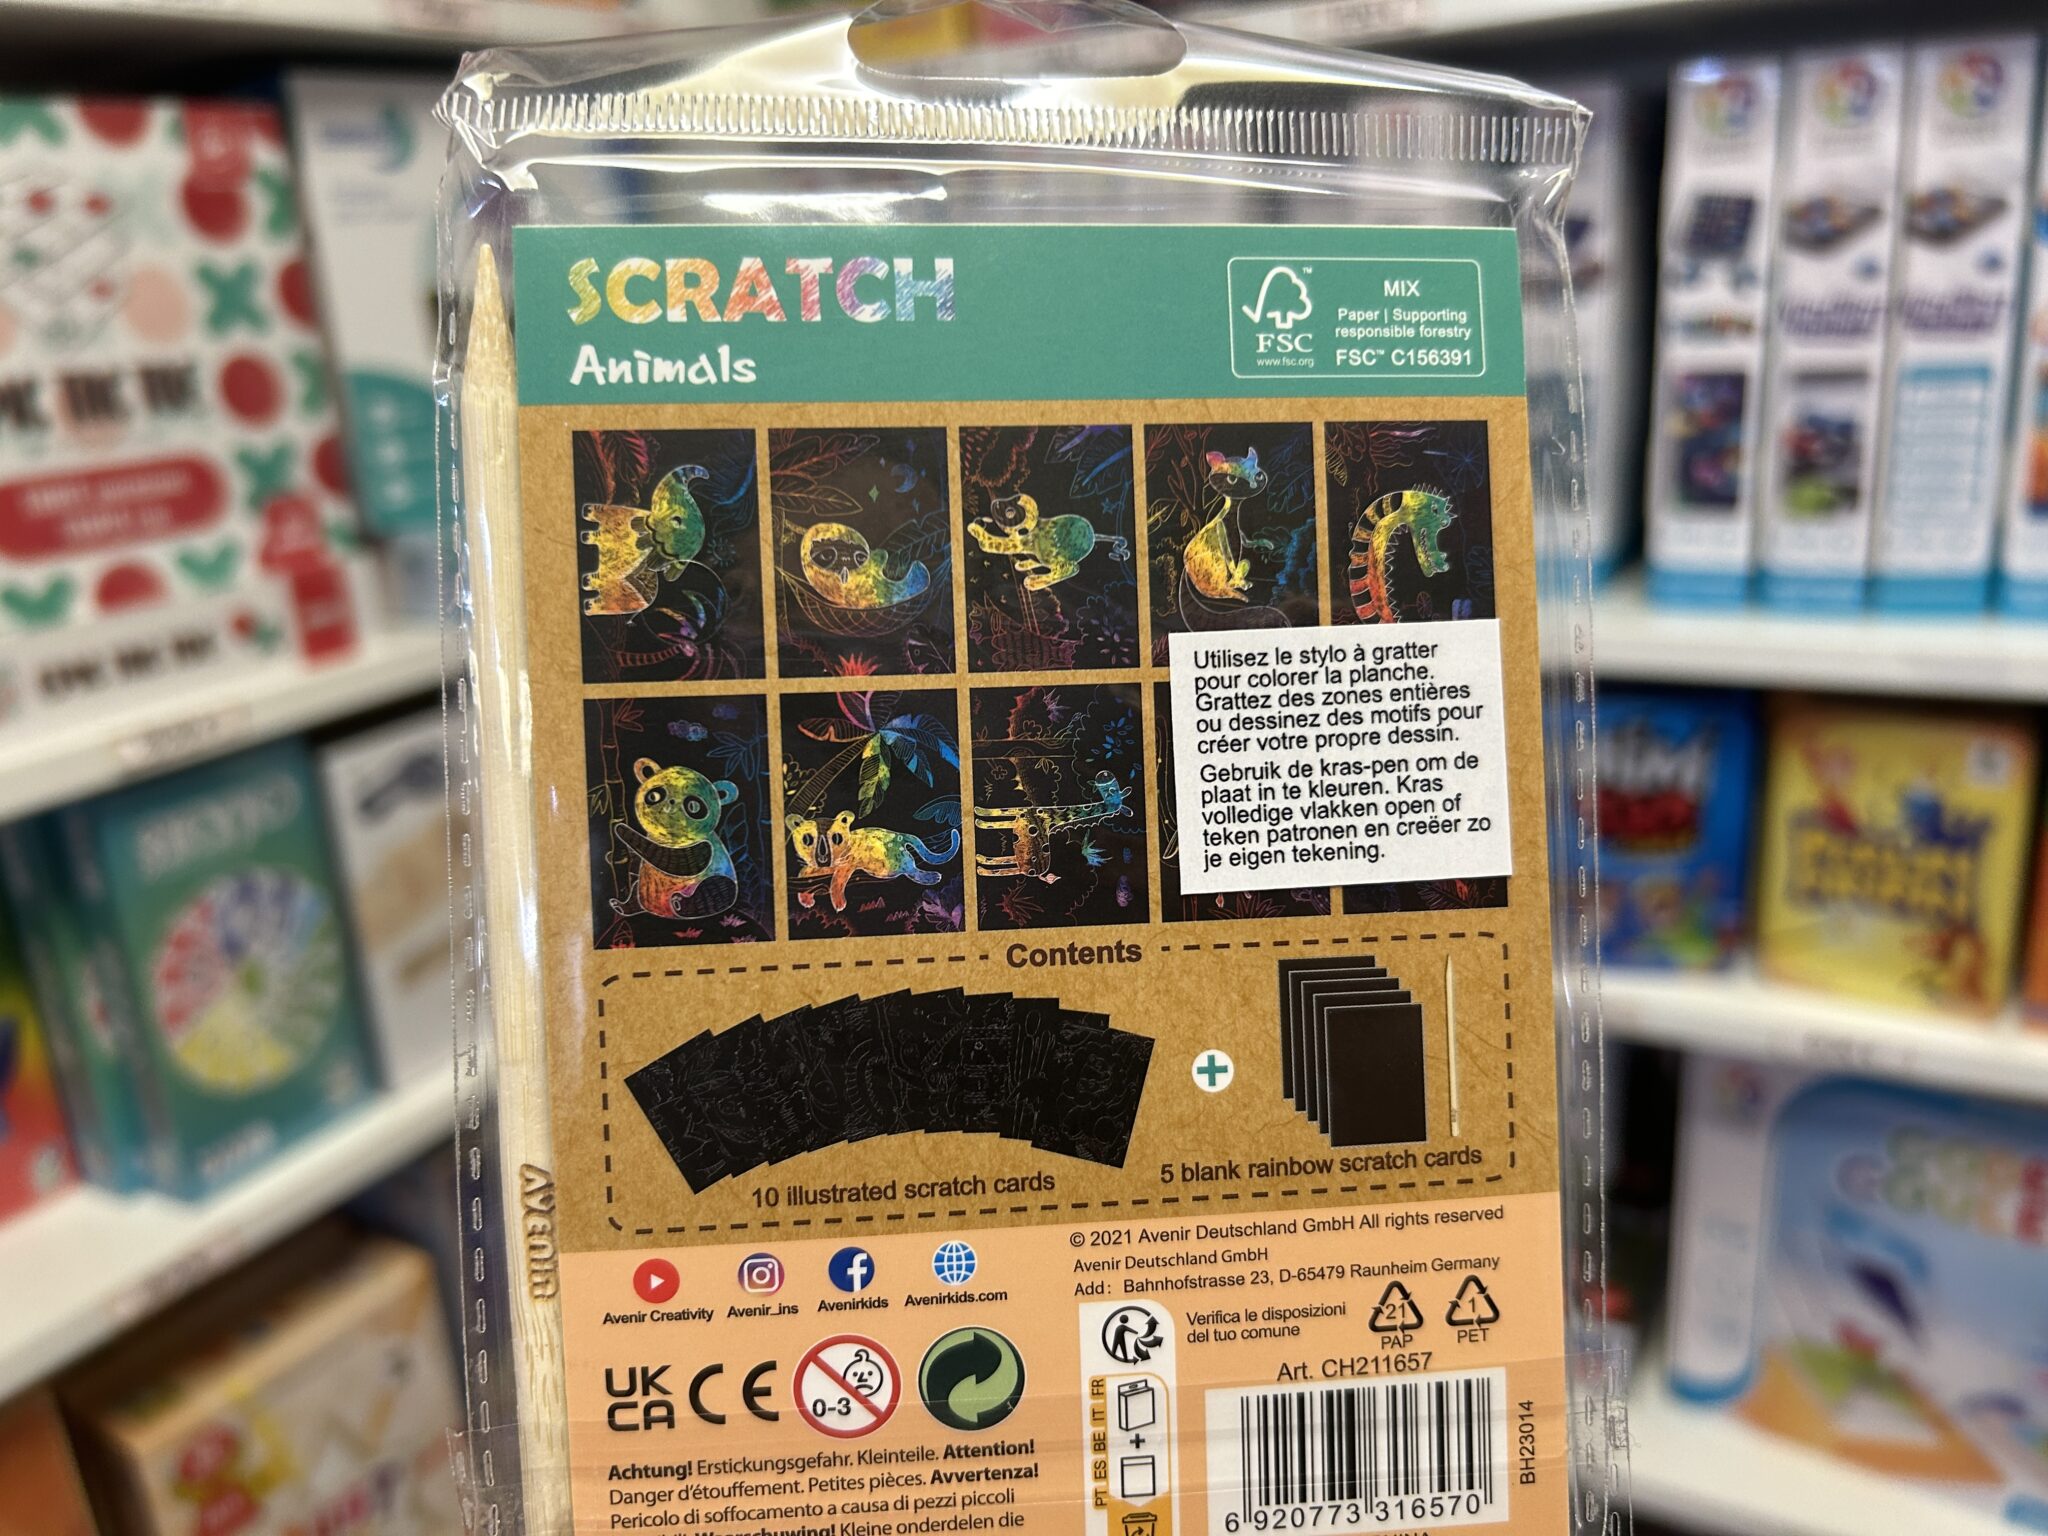 SCRATCH
Animals
FSC
www.fsc.org
MIX
Paper | Supporting
responsible forestry
FSC™ C156391
Utilisez le stylo à gratter
pour colorer la planche.
Grattez des zones entières
ou dessinez des motifs pour
créer votre propre dessin.
Gebruik de kras-pen om de
plaat in te kleuren. Kras
volledige vlakken open of
teken patronen en creëer zo
je eigen tekening.
Contents
10 illustrated scratch cards
5 blank rainbow scratch cards
AVENIR
© 2021 Avenir Deutschland GmbH All rights reserved
Avenir Deutschland GmbH
Add: Bahnhofstrasse 23, D-65479 Raunheim Germany
Avenir Creativity
Avenir_ins
Avenirkids
Avenirkids.com
Verifica le disposizioni
del tuo comune
21
PAP
1
PET
Art. CH211657
UK
CA
CE
0-3
PT ES BE IT FR
Achtung! Erstickungsgefahr. Kleinteile. Attention!
Danger d'étouffement. Petites pièces. Avvertenza!
Pericolo di soffocamento a causa di pezzi piccoli
Waarschuwing! Kleine onderdelen die
6 920773 316570
BH23014